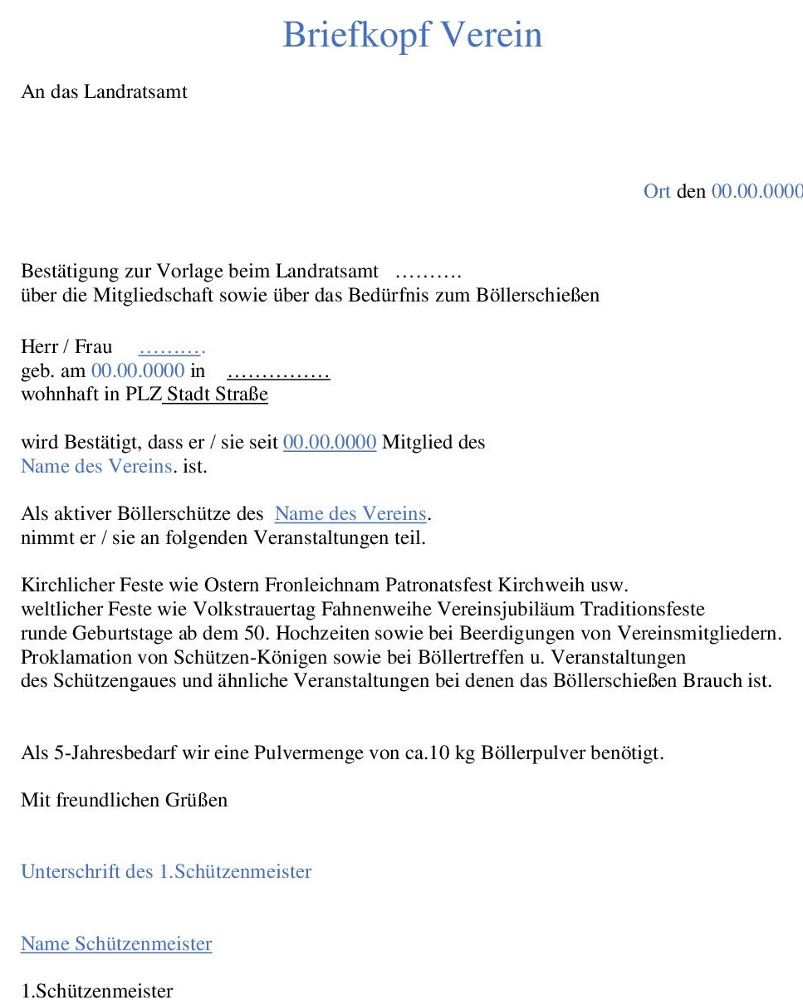 Briefkopf Verein
An das Landratsamt
Ort den 00.00.0000
Bestätigung zur Vorlage beim Landratsamt ..........
über die Mitgliedschaft sowie über das Bedürfnis zum Böllerschießen
Herr / Frau ..........
geb. am 00.00.0000 in ...............
wohnhaft in PLZ Stadt Straße
wird Bestätigt, dass er / sie seit 00.00.0000 Mitglied des
Name des Vereins. ist.
Als aktiver Böllerschütze des Name des Vereins.
nimmt er / sie an folgenden Veranstaltungen teil.
Kirchlicher Feste wie Ostern Fronleichnam Patronatsfest Kirchweih usw.
weltlicher Feste wie Volkstrauertag Fahnenweihe Vereinsjubiläum Traditionsfeste
runde Geburtstage ab dem 50. Hochzeiten sowie bei Beerdigungen von Vereinsmitgliedern.
Proklamation von Schützen-Königen sowie bei Böllertreffen u. Veranstaltungen
des Schützengaues und ähnliche Veranstaltungen bei denen das Böllerschießen Brauch ist.
Als 5-Jahresbedarf wir eine Pulvermenge von ca.10 kg Böllerpulver benötigt.
Mit freundlichen Grüßen
Unterschrift des 1.Schützenmeister
Name Schützenmeister
1.Schützenmeister